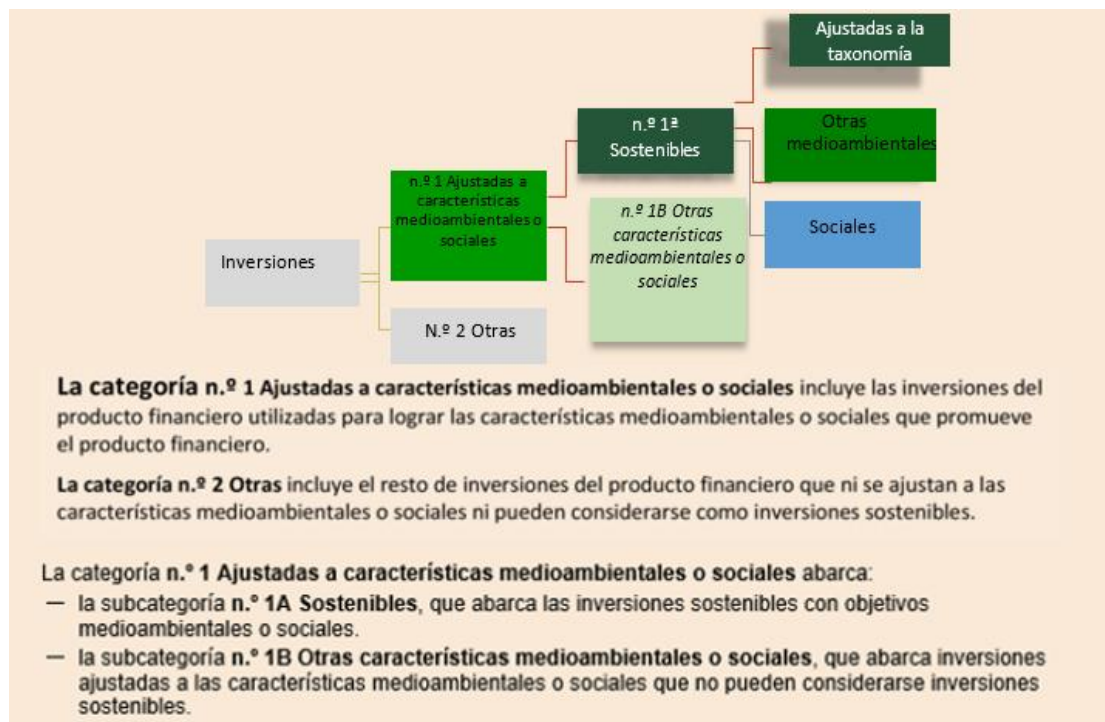 Ajustadas a la
taxonomía
n.º 1ª
Sostenibles
Otras
medioambientales
n.º 1 Ajustadas a
características
medioambientales o
sociales
n.º 1B Otras
características
medioambientales o
sociales
Sociales
Inversiones
N.º 2 Otras
La categoría n.º 1 Ajustadas a características medioambientales o sociales incluye las inversiones del
producto financiero utilizadas para lograr las características medioambientales o sociales que promueve
el producto financiero.
La categoría n.º 2 Otras incluye el resto de inversiones del producto financiero que ni se ajustan a las
características medioambientales o sociales ni pueden considerarse como inversiones sostenibles.
La categoría n.º 1 Ajustadas a características medioambientales o sociales abarca:
— la subcategoría n.º 1A Sostenibles, que abarca las inversiones sostenibles con objetivos
medioambientales o sociales.
— la subcategoría n.º 1B Otras características medioambientales o sociales, que abarca inversiones
ajustadas a las características medioambientales o sociales que no pueden considerarse inversiones
sostenibles.